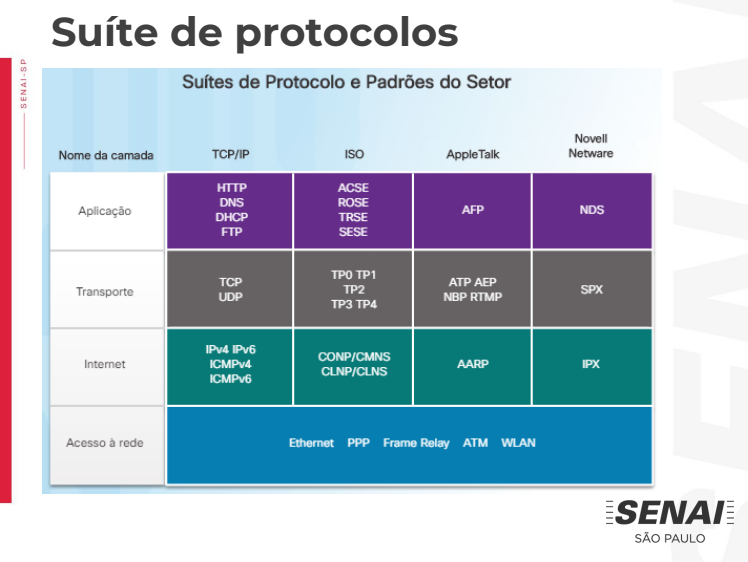 Suíte de protocolos
SENAI-SP
Suítes de Protocolo e Padrões do Setor
Nome da camada
TCP/IP
ISO
AppleTalk
Novell
Netware
Aplicação
HTTP
DNS
DHCP
FTP
ACSE
ROSE
TRSE
SESE
AFP
NDS
Transporte
TCP
UDP
TP0 TP1
TP2
TP3 TP4
ATP AEP
NBP RTMP
SPX
Internet
IPv4 IPv6
ICMPv4
ICMPv6
CONP/CMNS
CLNP/CLNS
AARP
IPX
Acesso à rede
Ethernet PPP Frame Relay ATM WLAN
SENAI
SÃO PAULO
SENAI